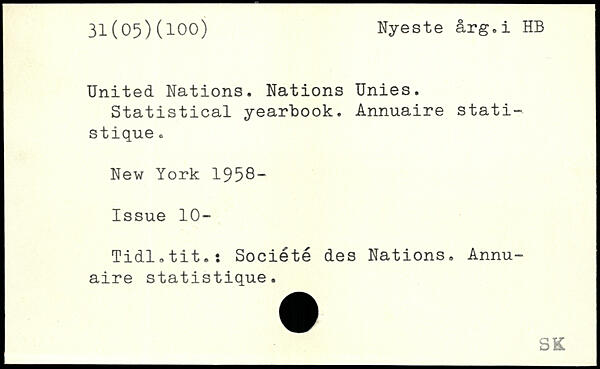 31(05)(100) Nyeste årg.i HB
United Nations. Nations Unies.
Statistical yearbook. Annuaire stati-
stique.
New York 1958-
Issue 10-
Tidl.tit.: Société des Nations. Annu-
aire statistique.
SK